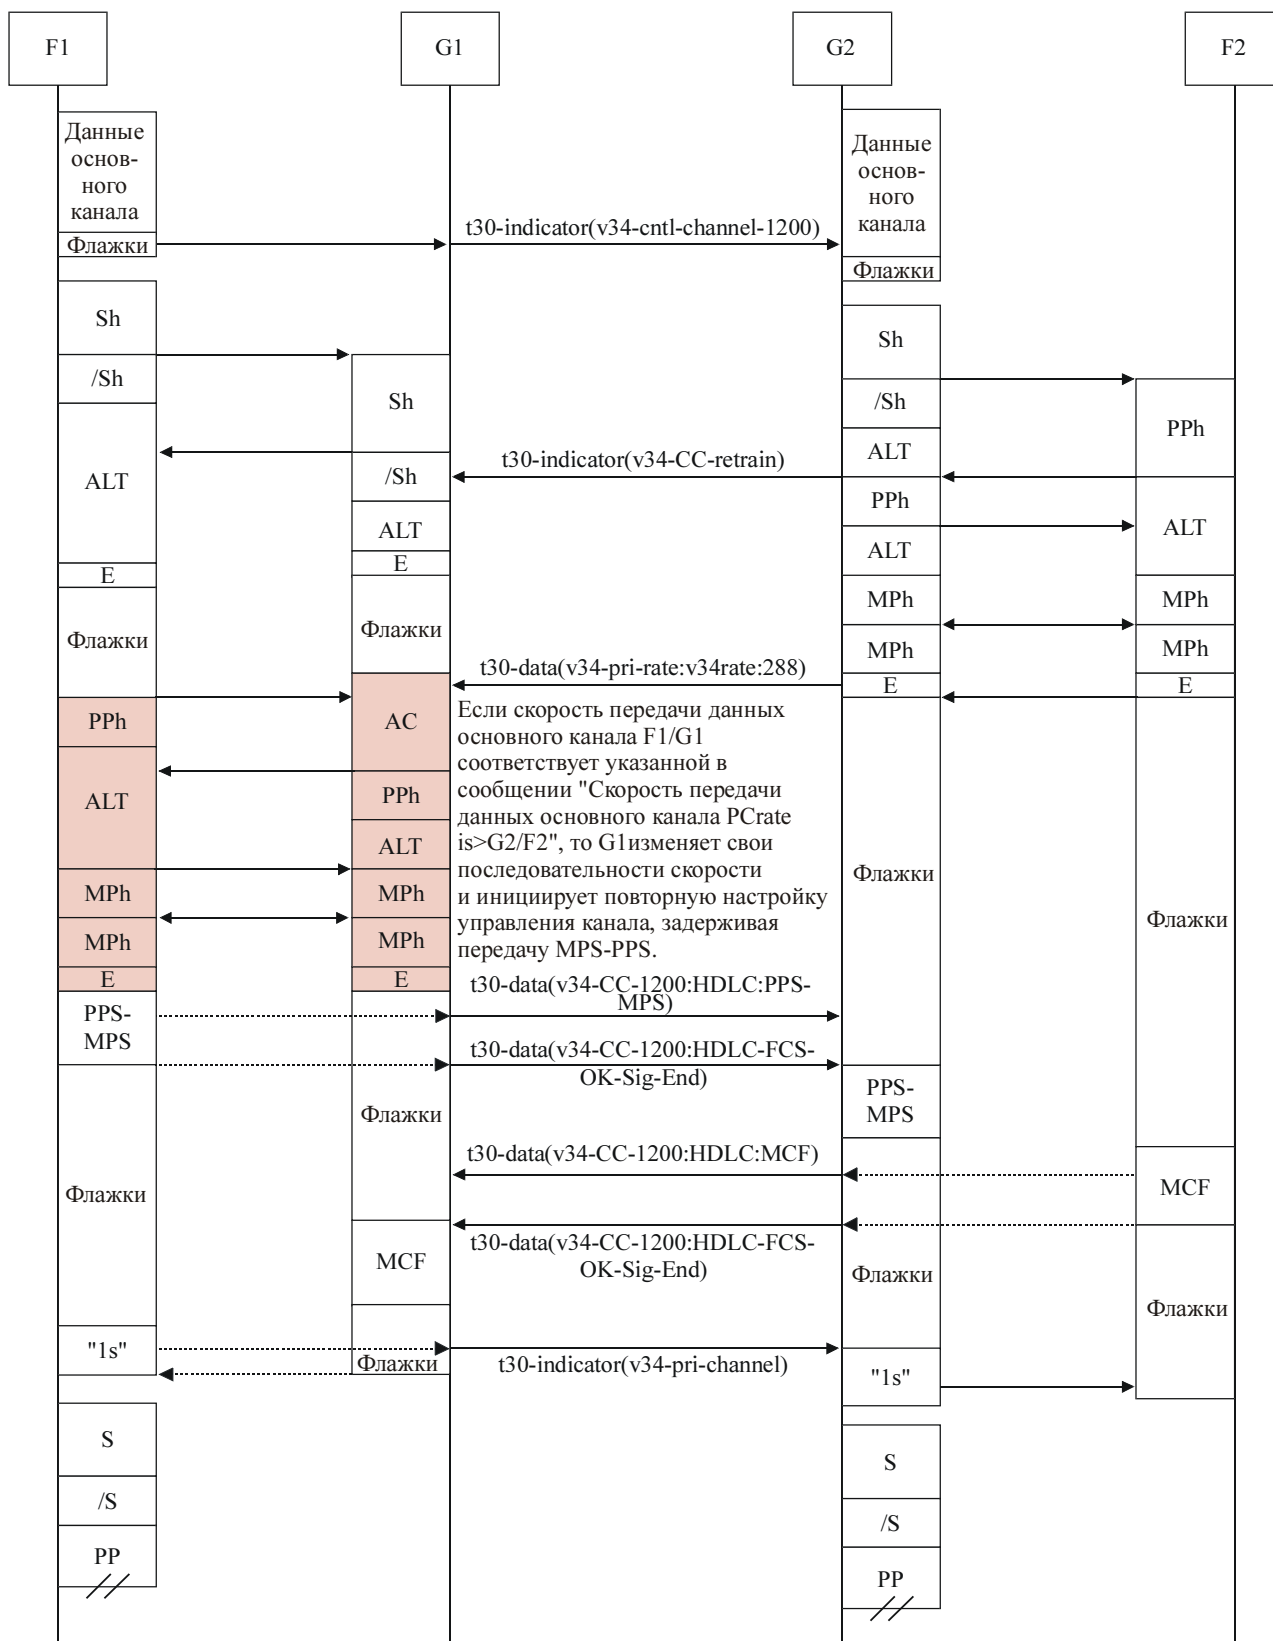 F1
G1
G2
F2
Данные
основ-
ного
канала
Флажки
t30-indicator(v34-cntl-channel-1200)
Данные
основ-
ного
канала
Флажки
Sh
/Sh
ALT
E
Флажки
Sh
/Sh
ALT
E
Флажки
t30-indicator(v34-CC-retrain)
Sh
/Sh
ALT
PPh
ALT
MPh
MPh
E
PPh
ALT
MPh
MPh
E
t30-data(v34-pri-rate:v34rate:288)
PPh
ALT
MPh
MPh
E
AC
PPh
ALT
MPh
MPh
E
Если скорость передачи данных
основного канала F1/G1
соответствует указанной в
сообщении "Скорость передачи
данных основного канала PCrate
is>G2/F2", то G1изменяет свои
последовательности скорости
и инициирует повторную настройку
управления канала, задерживая
передачу MPS-PPS.
Флажки
Флажки
PPS-
MPS
t30-data(v34-CC-1200:HDLC:PPS-
MPS)
t30-data(v34-CC-1200:HDLC-FCS-
OK-Sig-End)
PPS-
MPS
Флажки
Флажки
t30-data(v34-CC-1200:HDLC:MCF)
MCF
t30-data(v34-CC-1200:HDLC-FCS-
OK-Sig-End)
MCF
Флажки
Флажки
"1s"
Флажки
t30-indicator(v34-pri-channel)
"1s"
S
/S
PP
S
/S
PP